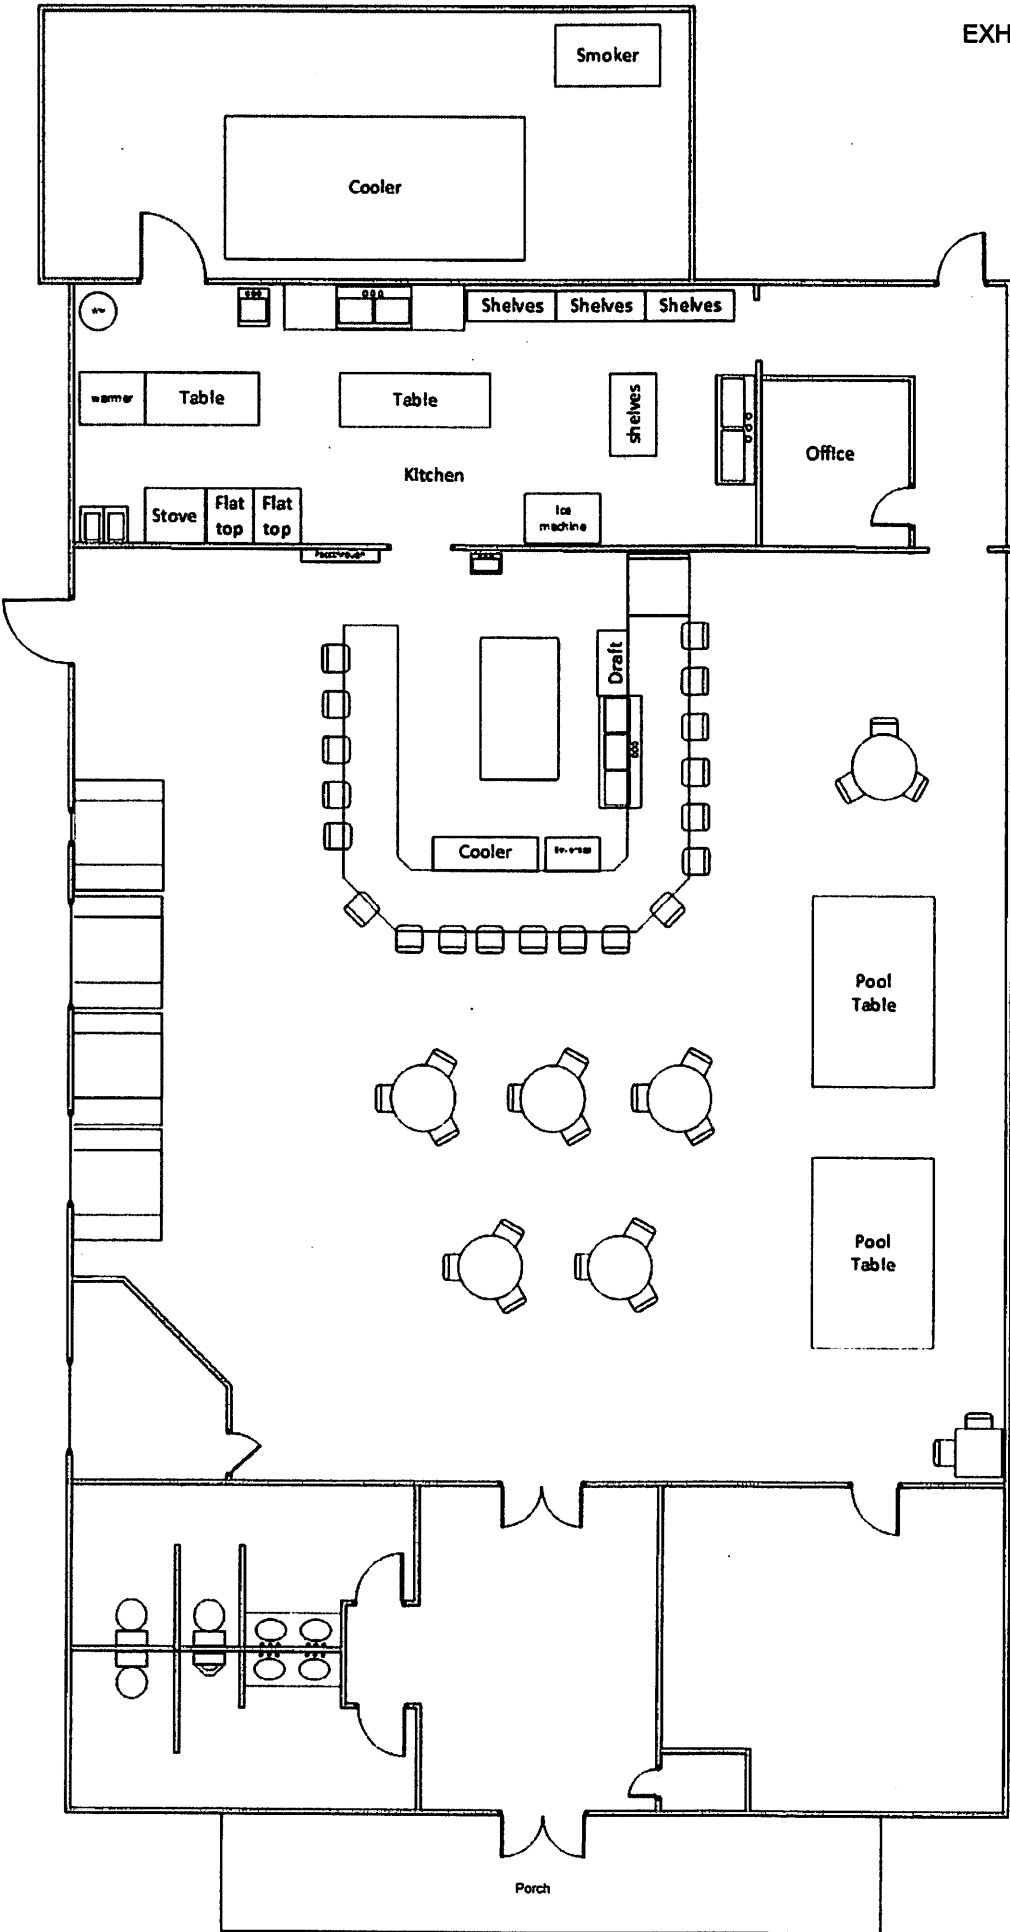 EXH
Smoker
Cooler
Shelves Shelves Shelves
warmer
Table
Table
shelves
Office
Kitchen
Stove
Flat
top
Flat
top
Ice
machine
Draft
Cooler
Pool
Table
Pool
Table
Porch